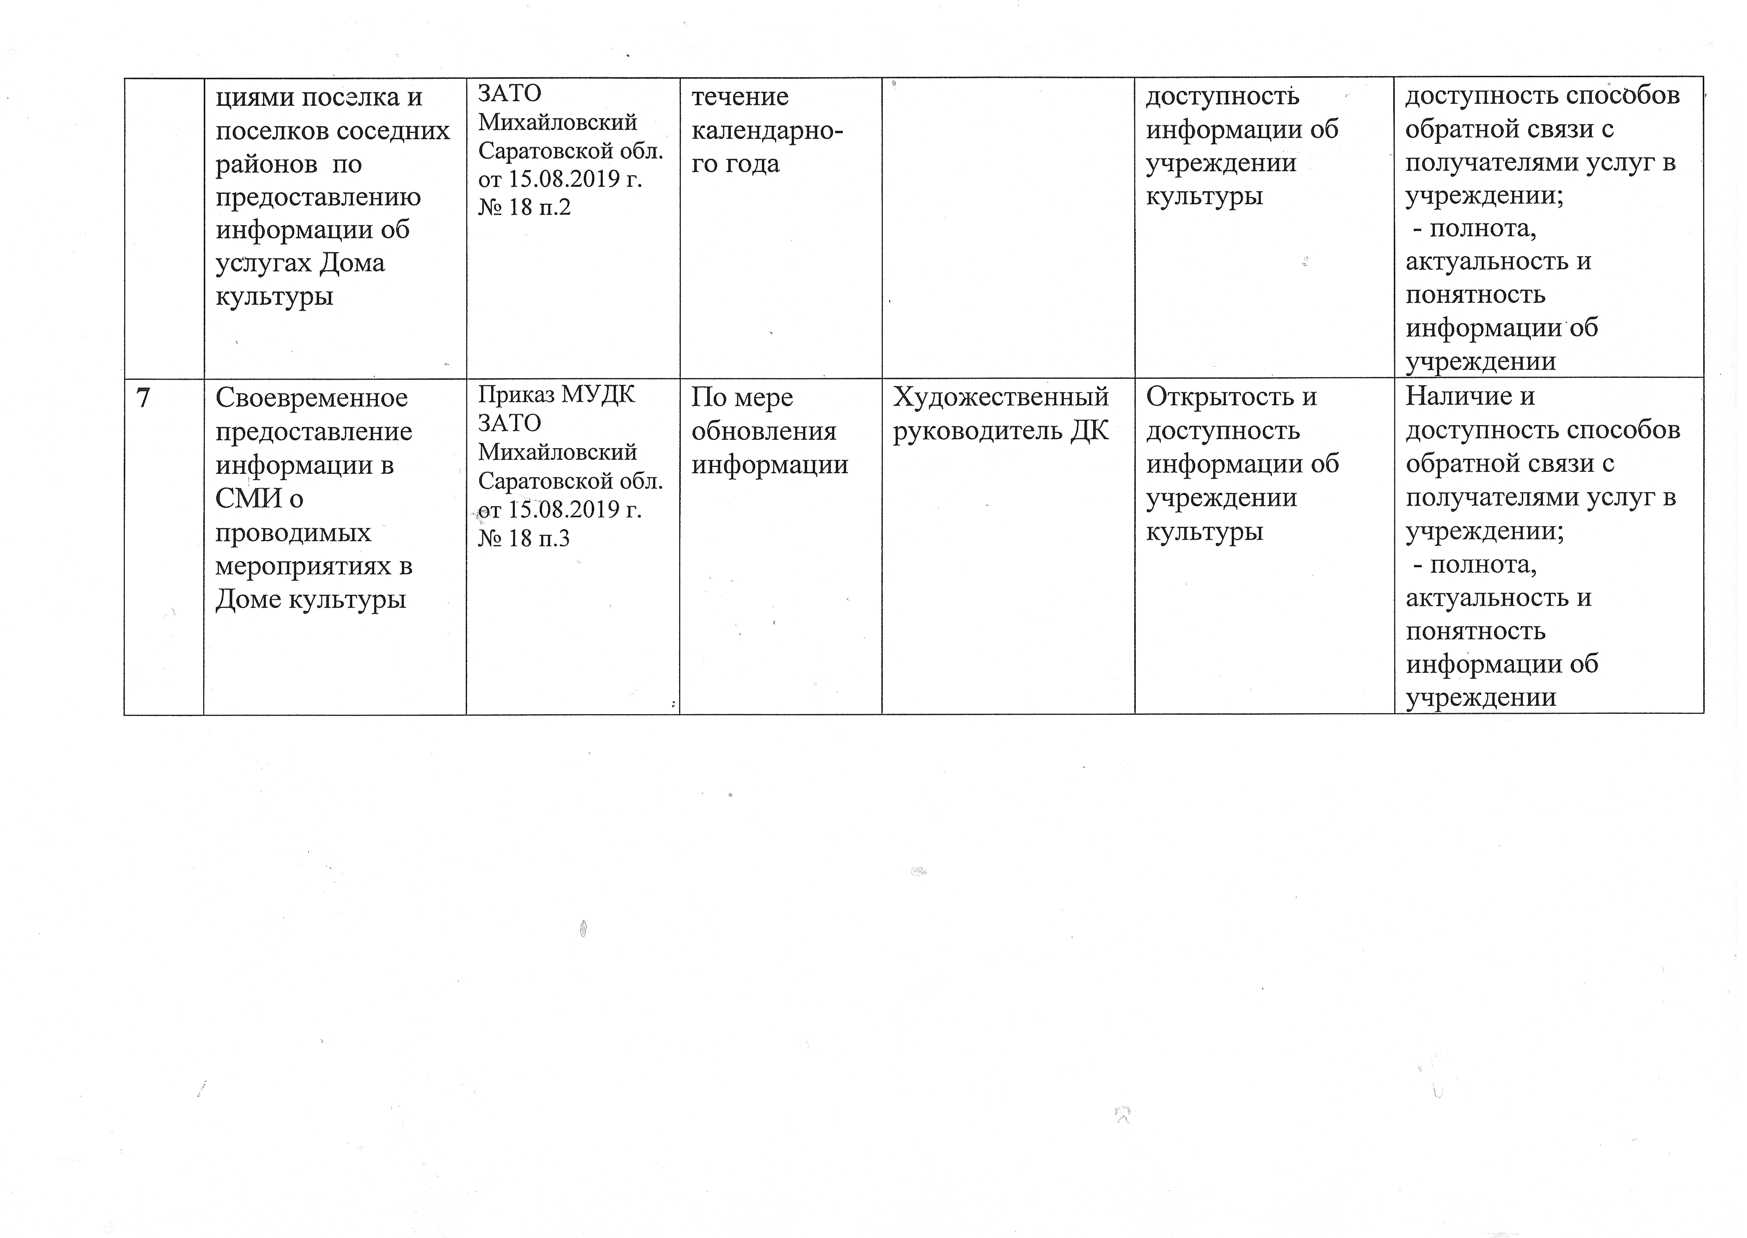 циями поселка и
поселков соседних
районов по
предоставлению
информации об
услугах Дома
культуры
ЗАТО
Михайловский
Саратовской обл.
от 15.08.2019 г.
№ 18 п.2
течение
календарно-
го года
доступность
информации об
учреждении
культуры
доступность способов
обратной связи с
получателями услуг в
учреждении;
- полнота,
актуальность и
понятность
информации об
учреждении
7
Своевременное
предоставление
информации в
СМИ о
проводимых
мероприятиях в
Доме культуры
Приказ МУДК
ЗАТО
Михайловский
Саратовской обл.
от 15.08.2019 г.
№ 18 п.3
По мере
обновления
информации
Художественный
руководитель ДК
Открытость и
доступность
информации об
учреждении
культуры
Наличие и
доступность способов
обратной связи с
получателями услуг в
учреждении;
- полнота,
актуальность и
понятность
информации об
учреждении